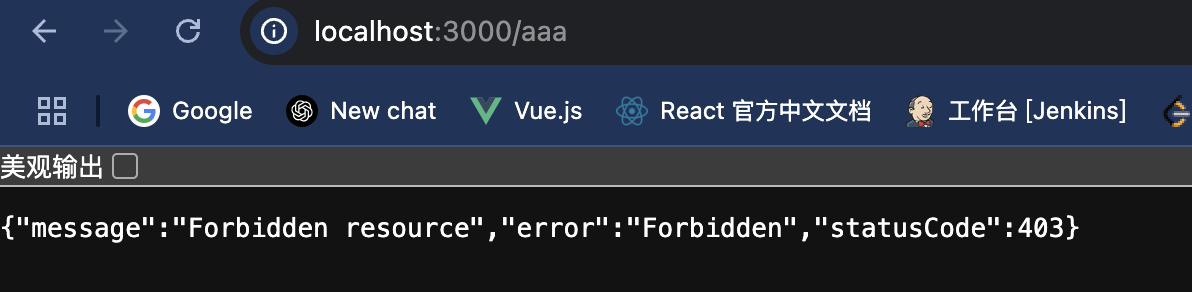 localhost:3000/aaa
Google New chat Vue.js React 官方中文文档 工作台 [Jenkins]
美观输出
{"message":"Forbidden resource","error":"Forbidden","statusCode":403}